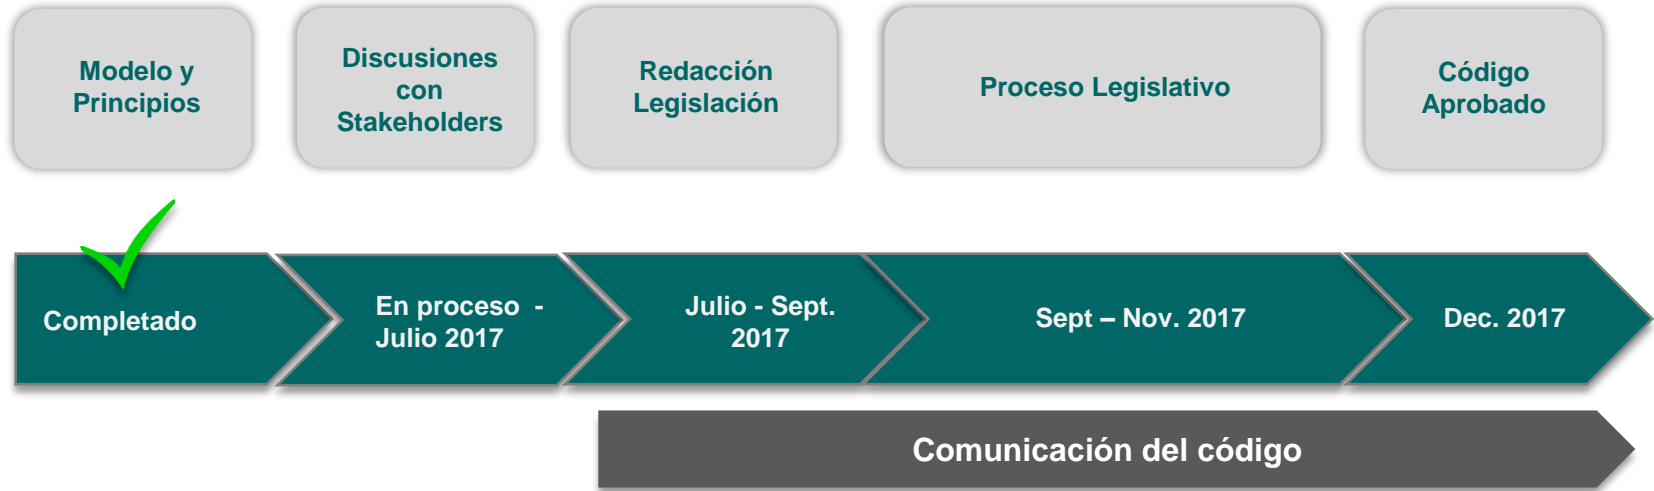 Modelo y
Principios
Discusiones
con
Stakeholders
Redacción
Legislación
Proceso Legislativo
Código
Aprobado
Completado
En proceso -
Julio 2017
Julio - Sept.
2017
Sept – Nov. 2017
Dec. 2017
Comunicación del código